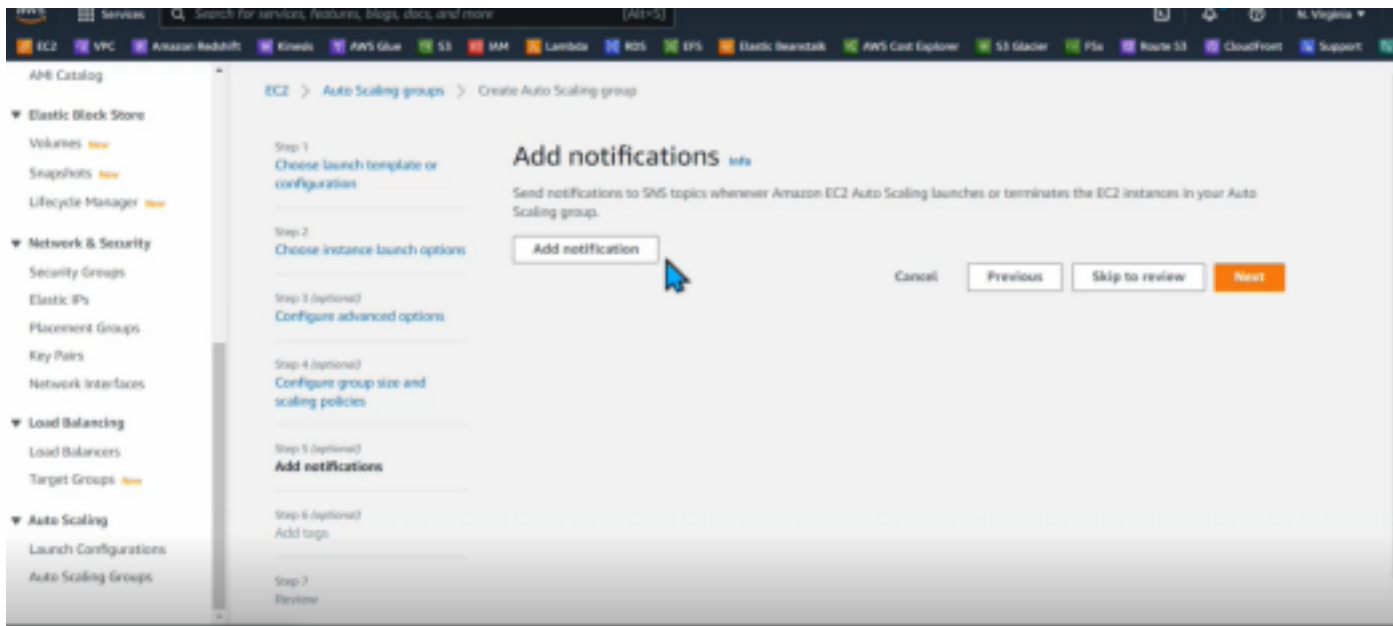 aws
Services
Search for services, features, blogs, docs, and more
[Alt+S]
N. Virginia
EC2
VPC
Amazon Redshift
Kinesis
AWS Glue
S3
IAM
Lambda
RDS
EFS
Elastic Beanstalk
AWS Cost Explorer
S3 Glacier
FSx
Route 53
CloudFront
Support
AMI Catalog
Elastic Block Store
Volumes New
Snapshots New
Lifecycle Manager New
Network & Security
Security Groups
Elastic IPs
Placement Groups
Key Pairs
Network Interfaces
Load Balancing
Load Balancers
Target Groups New
Auto Scaling
Launch Configurations
Auto Scaling Groups
EC2 > Auto Scaling groups > Create Auto Scaling group
Step 1
Choose launch template or
configuration
Step 2
Choose instance launch options
Step 3 (optional)
Configure advanced options
Step 4 (optional)
Configure group size and
scaling policies
Step 5 (optional)
Add notifications
Step 6 (optional)
Add tags
Step 7
Review
Add notifications Info
Send notifications to SNS topics whenever Amazon EC2 Auto Scaling launches or terminates the EC2 instances in your Auto
Scaling group.
Add notification
Cancel
Previous
Skip to review
Next